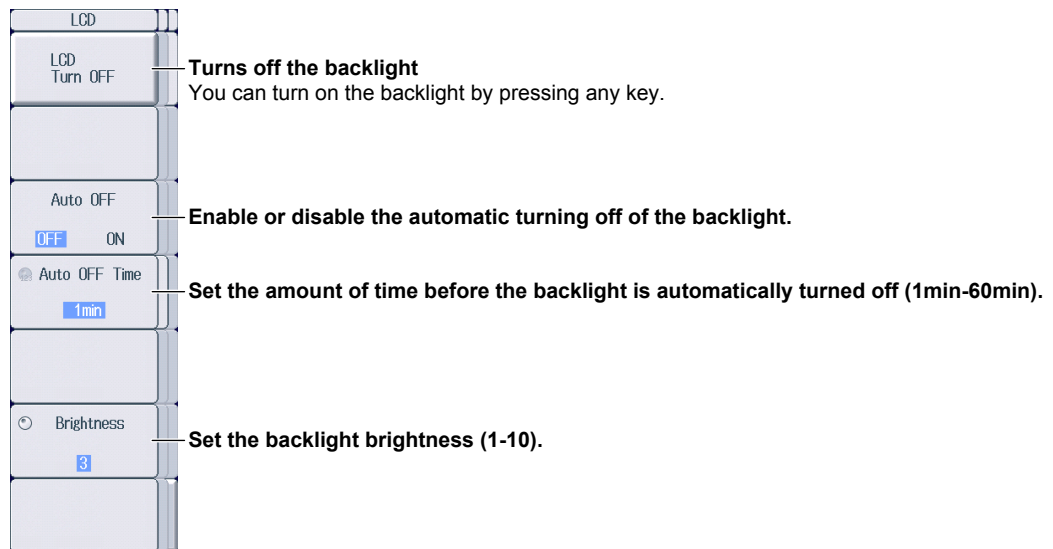 LCD
LCD
Turn OFF
Turns off the backlight
You can turn on the backlight by pressing any key.
Auto OFF
OFF ON
Enable or disable the automatic turning off of the backlight.
Auto OFF Time
1min
Set the amount of time before the backlight is automatically turned off (1min-60min).
Brightness
3
Set the backlight brightness (1-10).